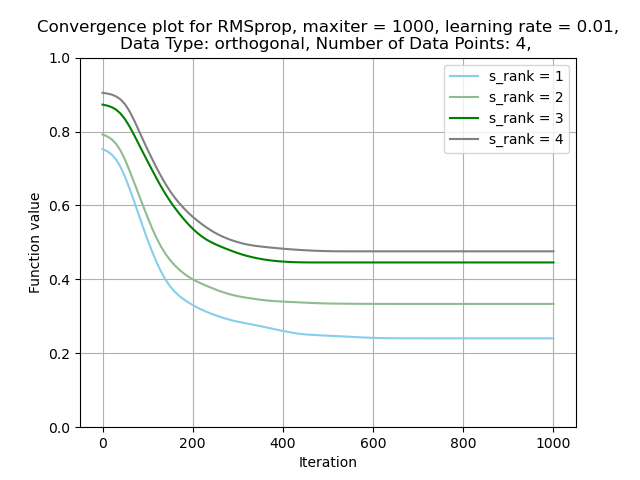 Convergence plot for RMSprop, maxiter = 1000, learning rate = 0.01,
Data Type: orthogonal, Number of Data Points: 4,
1.0
0.8
0.6
0.4
0.2
0.0
Function value
s_rank = 1
s_rank = 2
s_rank = 3
s_rank = 4
0 200 400 600 800 1000
Iteration